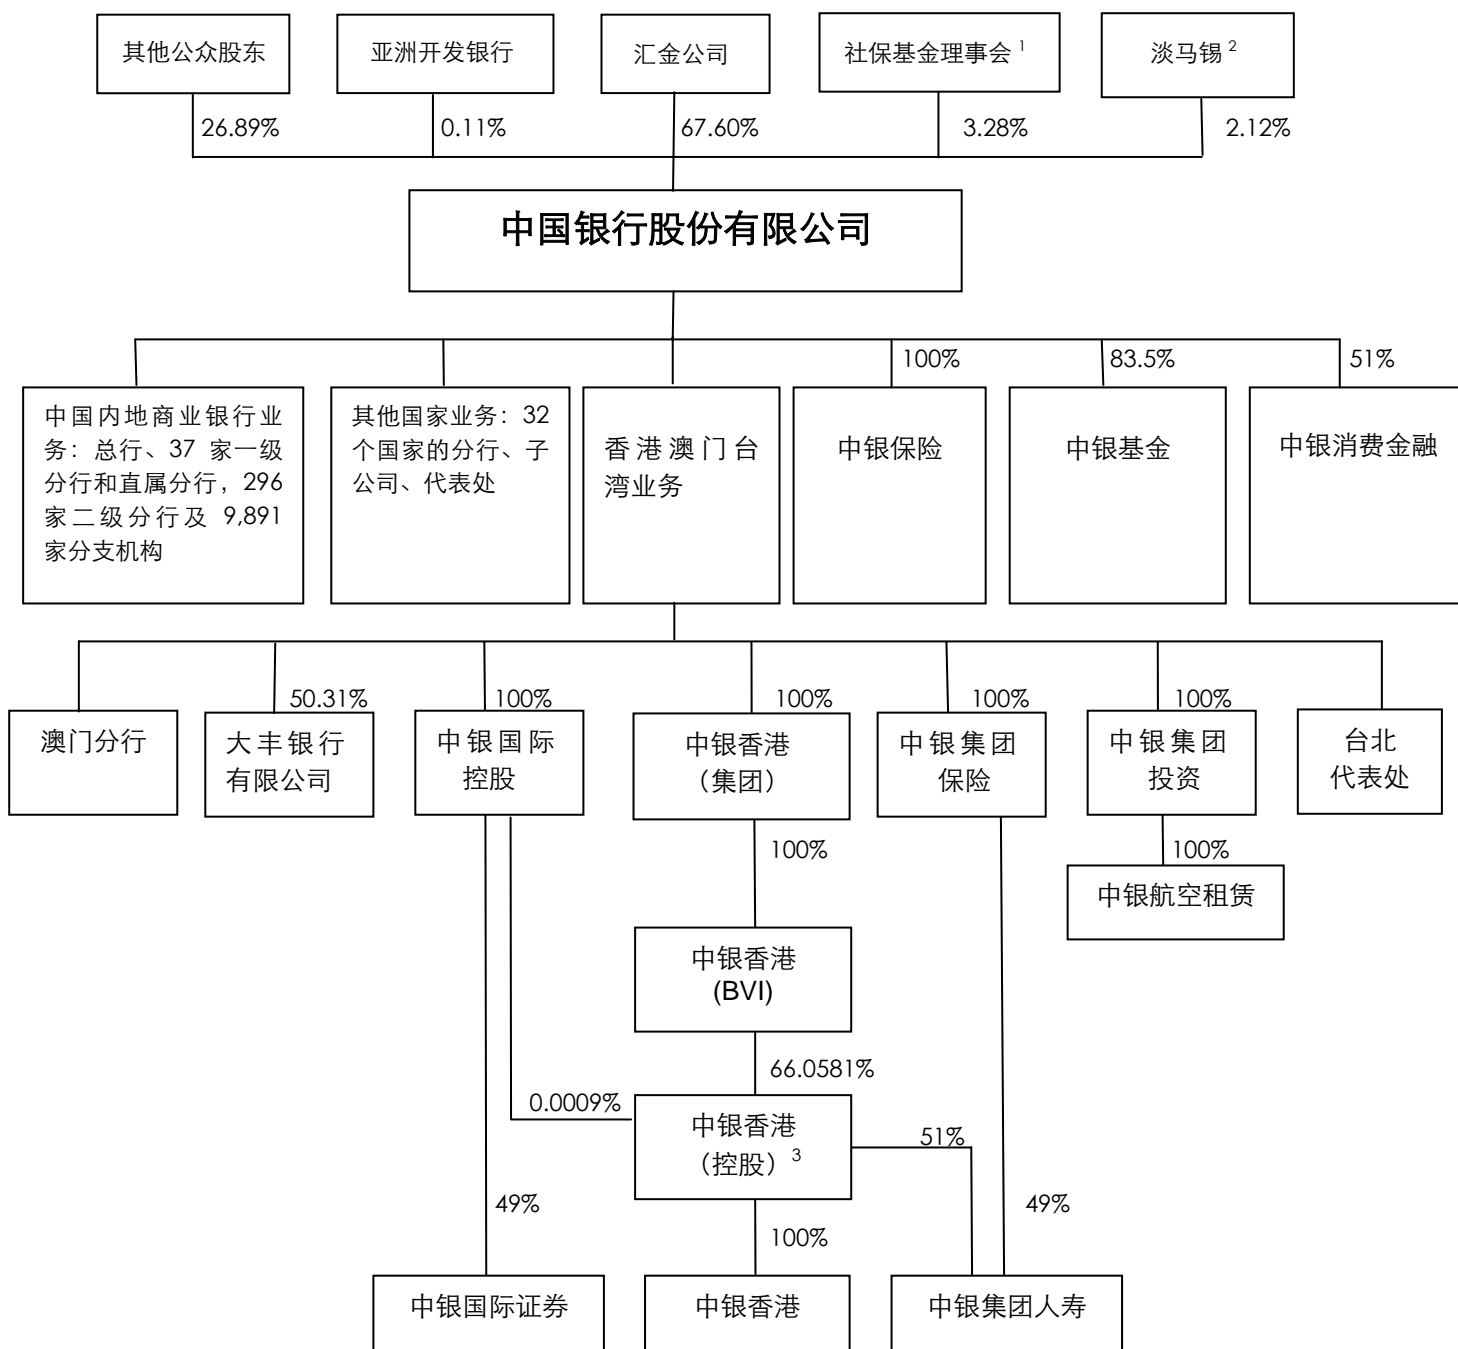 其他公众股东
亚洲开发银行
汇金公司
社保基金理事会 1
淡马锡 2
26.89%
0.11%
67.60%
3.28%
2.12%
中国银行股份有限公司
100%
83.5%
51%
中国内地商业银行业
务：总行、37 家一级
分行和直属分行，296
家二级分行及 9,891
家分支机构
其他国家业务：32
个国家的分行、子
公司、代表处
香港澳门台
湾业务
中银保险
中银基金
中银消费金融
50.31%
100%
100%
100%
100%
澳门分行
大丰银行
有限公司
中银国际
控股
中银香港
（集团）
中银集团
保险
中银集团
投资
台北
代表处
100%
100%
中银航空租赁
中银香港
(BVI)
66.0581%
0.0009%
中银香港
（控股）3
51%
49%
49%
100%
中银国际证券
中银香港
中银集团人寿